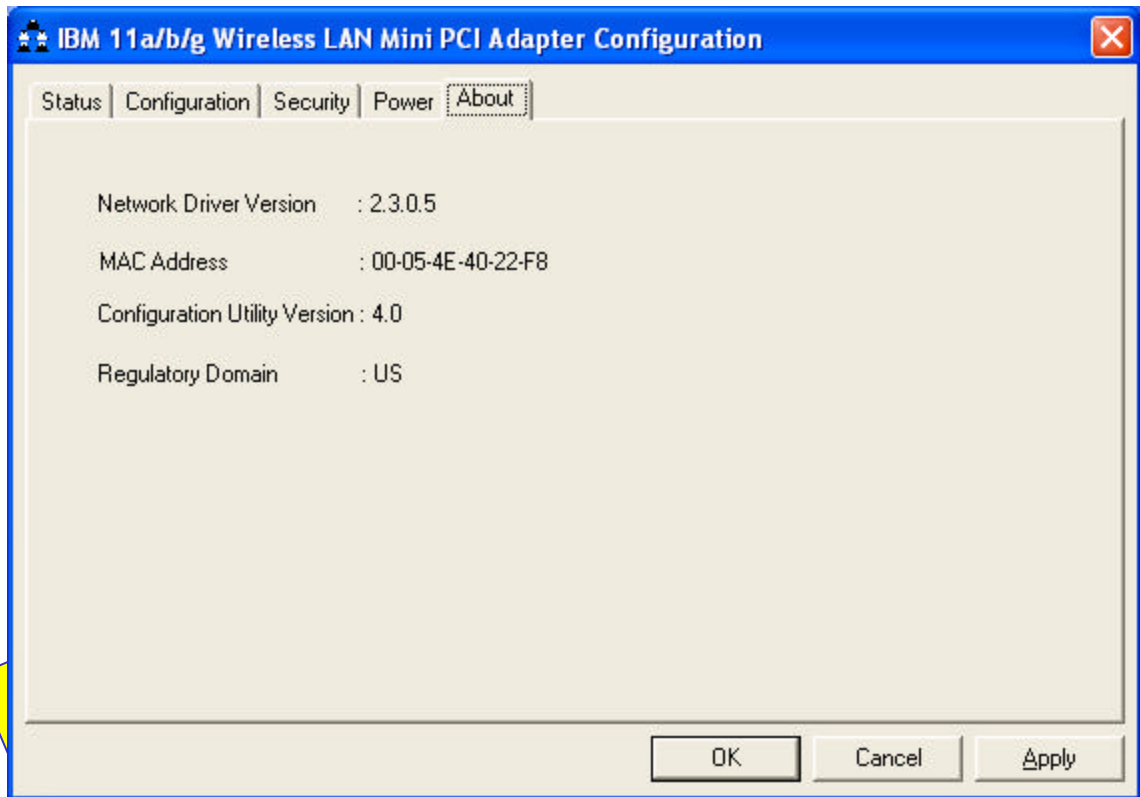 IBM 11a/b/g Wireless LAN Mini PCI Adapter Configuration
Status Configuration Security Power About
Network Driver Version : 2.3.0.5
MAC Address : 00-05-4E-40-22-F8
Configuration Utility Version : 4.0
Regulatory Domain : US
OK Cancel Apply